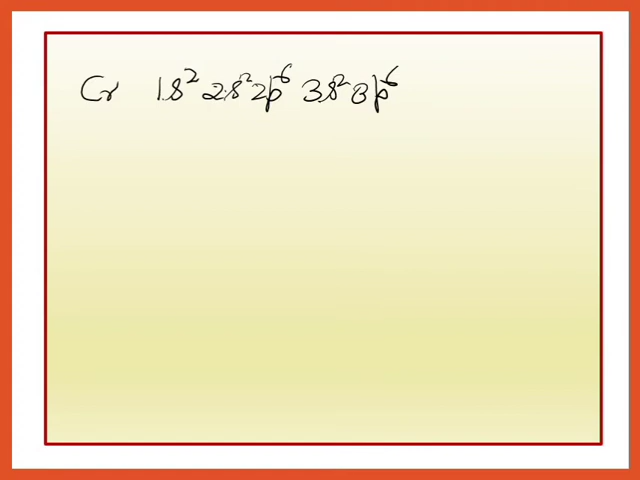 Cr 1s² 2s² 2p⁶ 3s² 3p⁶